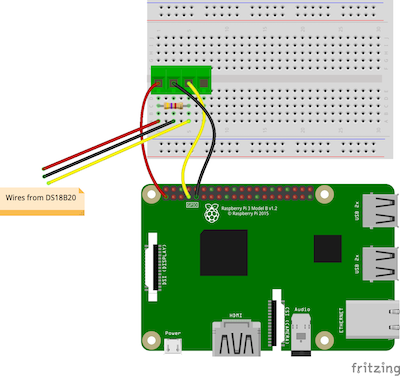 Wires from DS18B20
GPIO
Raspberry Pi 3 Model B v1.2
© Raspberry Pi 2015
USB 2x
DSI (DISPLAY)
USB 2x
CSI (CAMERA)
Audio
ETHERNET
HDMI
Power
fritzing